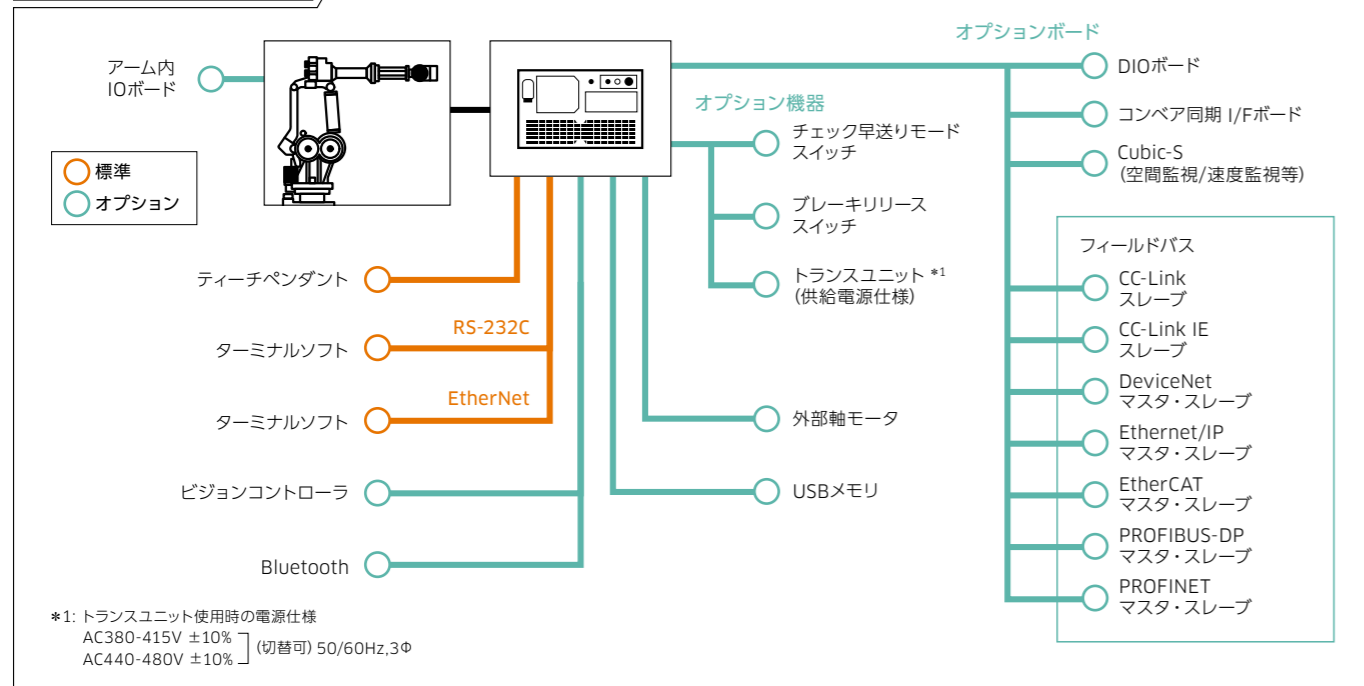 アーム内
IOボード
標準
オプション
ティーチペンダント
RS-232C
ターミナルソフト
EtherNet
ターミナルソフト
ビジョンコントローラ
Bluetooth
オプション機器
チェック早送りモード
スイッチ
ブレーキリリース
スイッチ
トランスユニット *1
(供給電源仕様)
外部軸モータ
USBメモリ
オプションボード
DIOボード
コンベア同期 I/Fボード
Cubic-S
(空間監視/速度監視等)
フィールドバス
CC-Link
スレーブ
CC-Link IE
スレーブ
DeviceNet
マスタ・スレーブ
Ethernet/IP
マスタ・スレーブ
EtherCAT
マスタ・スレーブ
PROFIBUS-DP
マスタ・スレーブ
PROFINET
マスタ・スレーブ
*1: トランスユニット使用時の電源仕様
AC380-415V ±10%
AC440-480V ±10%
(切替可) 50/60Hz,3Φ